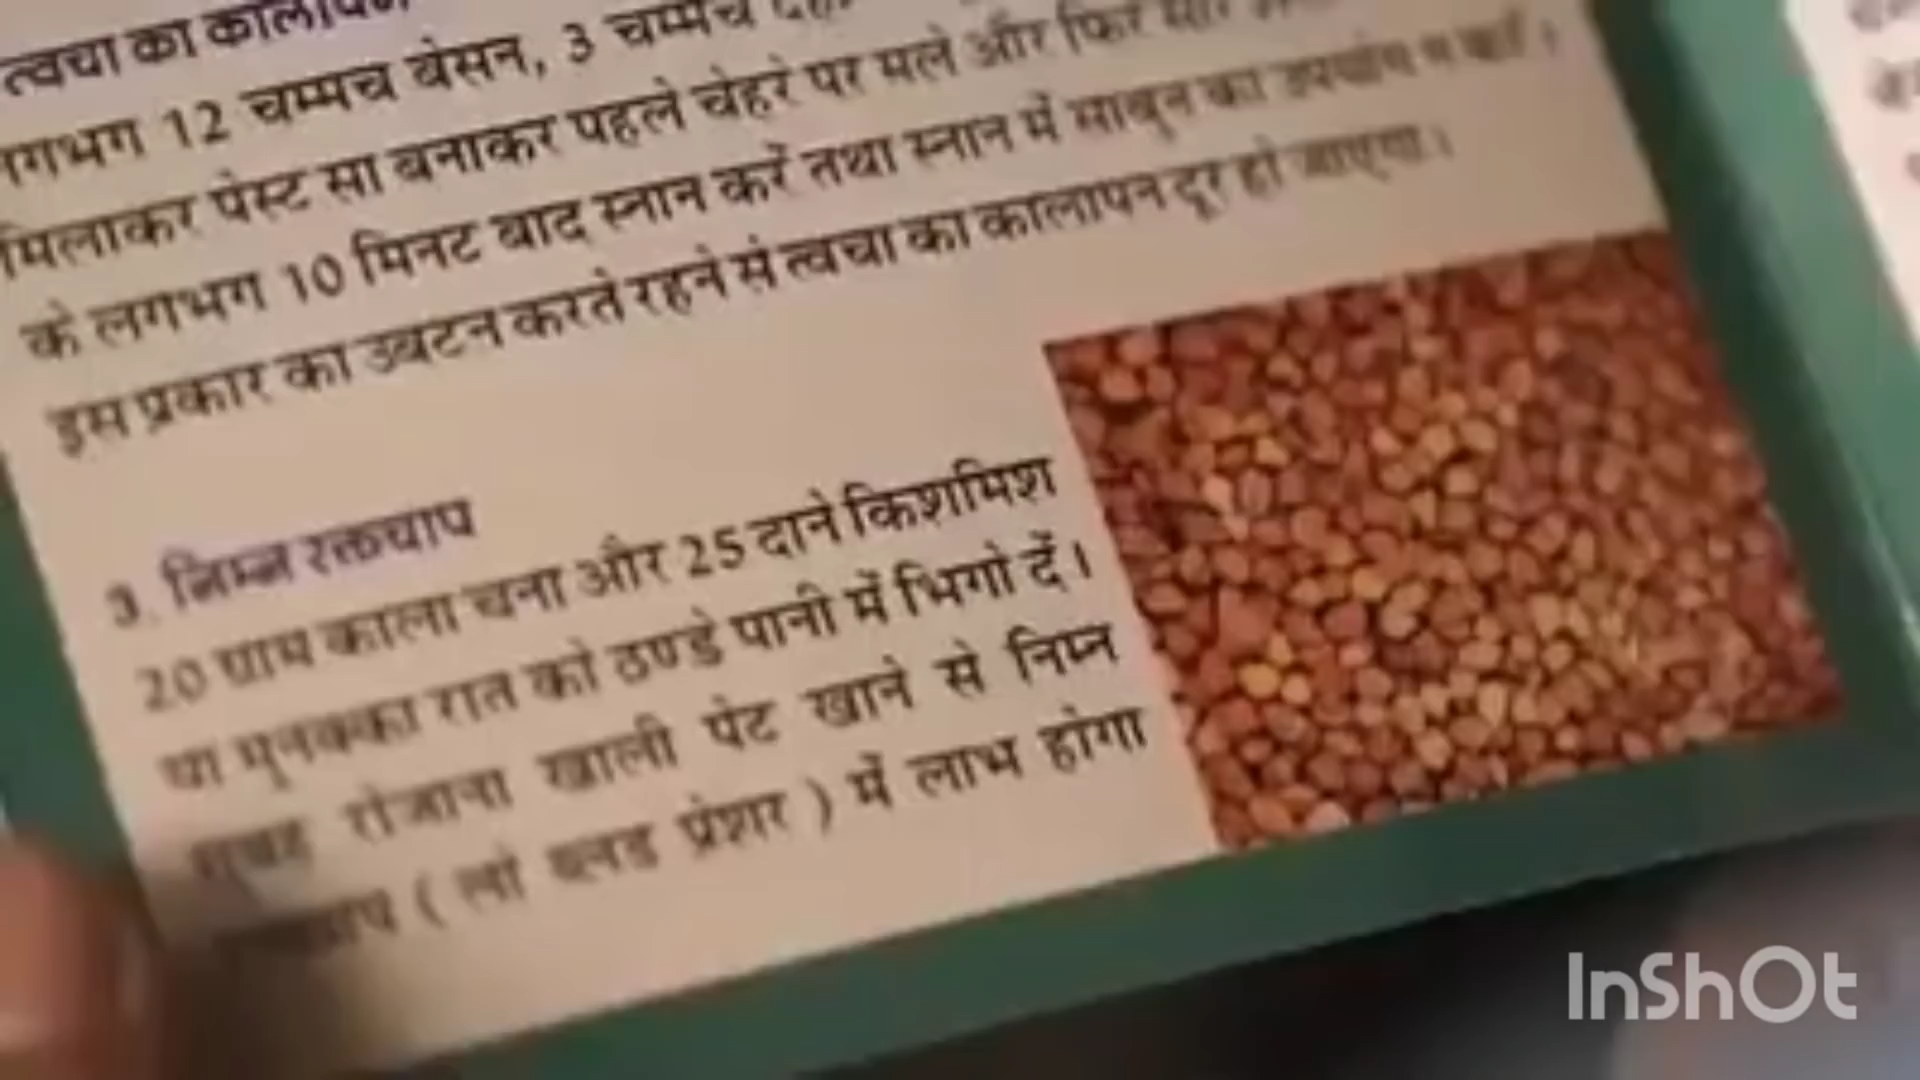 त्वचा का कालापन
लगभग 12 चम्मच बेसन, 3 चम्मच
मिलाकर पेस्ट सा बनाकर पहले चेहरे पर मले और फिर
के लगभग 10 मिनट बाद स्नान करें तथा स्नान में साबुन का उपयोग न करें।
इस प्रकार का उबटन करते रहने से त्वचा का कालापन दूर हो जाएगा।
3. निम्न रक्तचाप
20 ग्राम काला चना और 25 दाने किशमिश
या मुनक्का रात को ठण्डे पानी में भिगो दें।
सुबह रोजाना खाली पेट खाने से निम्न
( लो ब्लड प्रेशर ) में लाभ होगा
InShOt